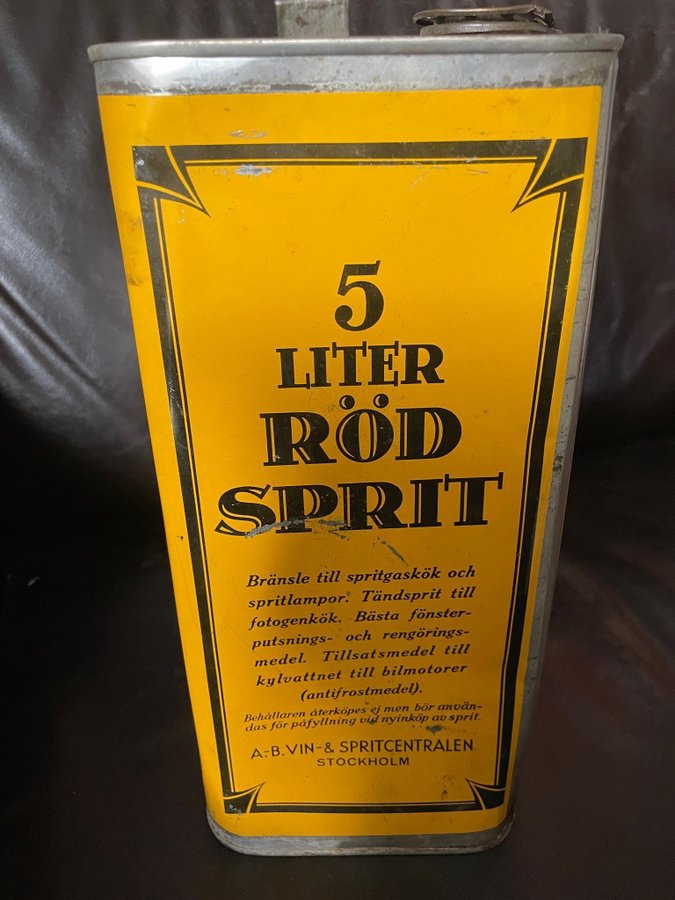 5
LITER
RÖD
SPRIT
Bränsle till spritgaskök och
spritlampor. Tändsprit till
fotogenkök. Bästa fönster-
putsnings- och rengörings-
medel. Tillsatsmedel till
kylvattnet till bilmotorer
(antifrostmedel).
Behållaren återköpes ej men bör använ-
das för påfyllning vid nyinköp av sprit.
A.-B. VIN- & SPRITCENTRALEN
STOCKHOLM